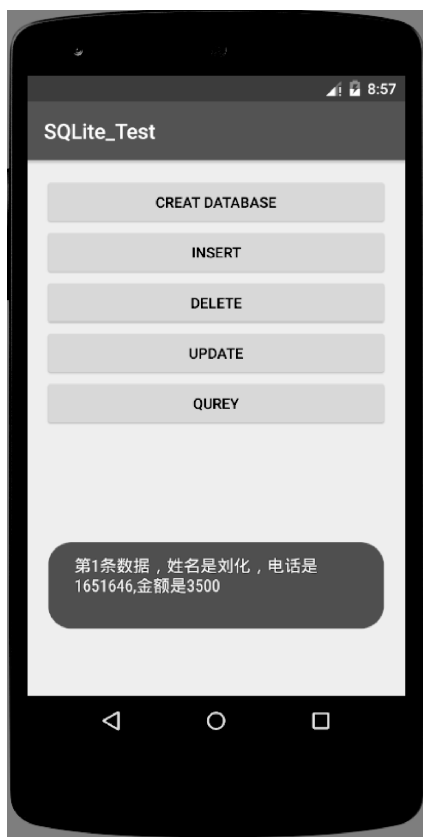 8:57
SQLite_Test
CREAT DATABASE
INSERT
DELETE
UPDATE
QUREY
第1条数据，姓名是刘化，电话是
1651646,金额是3500